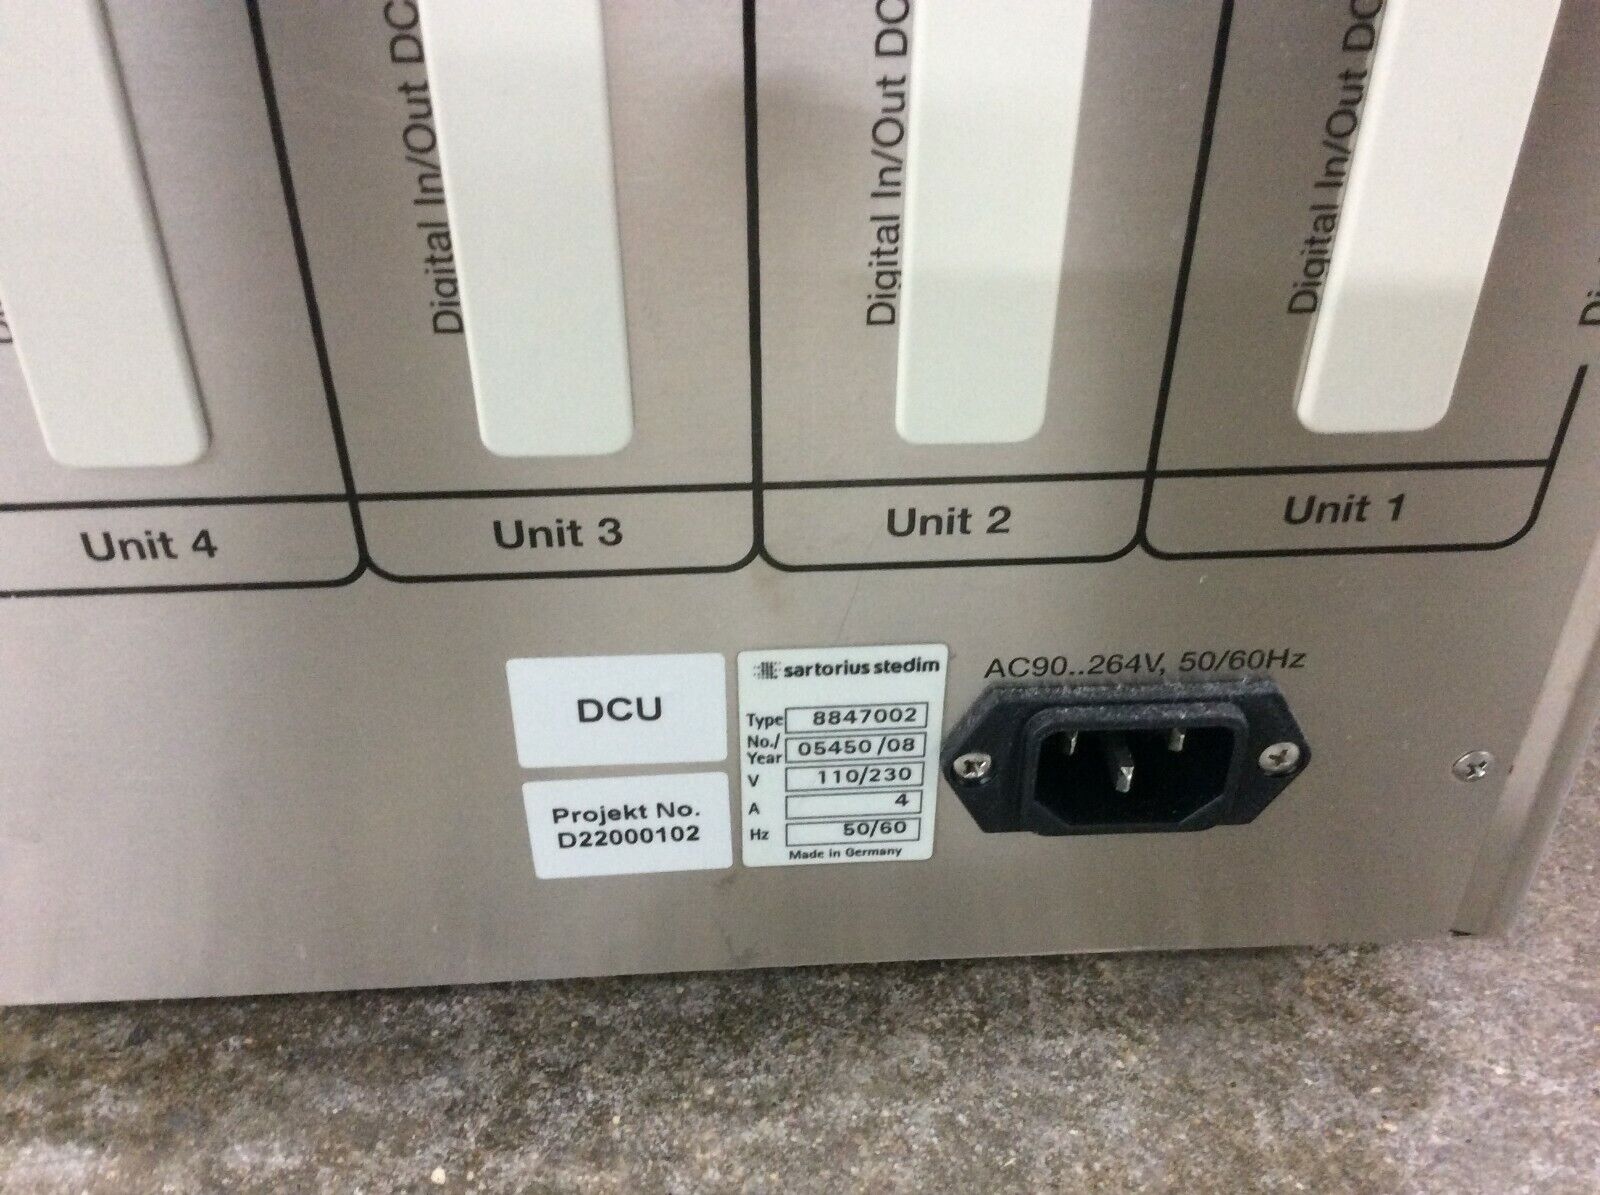 Digital In/Out DC
Digital In/Out DC
Digital In/Out DC
Unit 4
Unit 3
Unit 2
Unit 1
DCU
Projekt No.
D22000102
sartorius stedim
Type 8847002
No./Year 05450/08
V 110/230
A 4
Hz 50/60
Made in Germany
AC90..264V, 50/60Hz